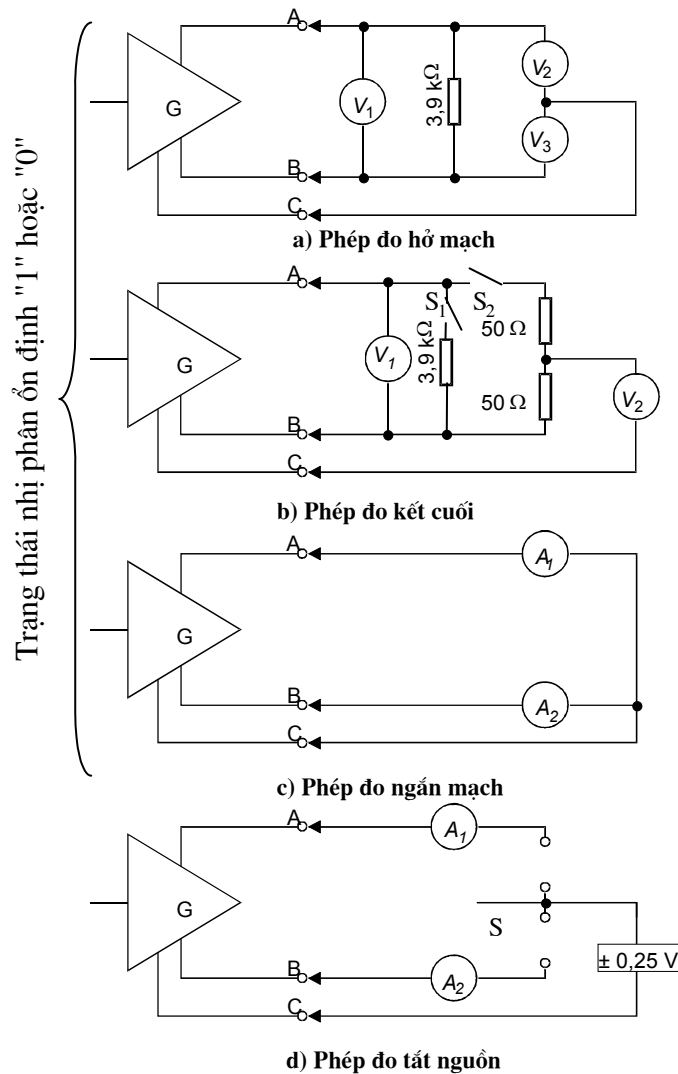 Trạng thái nhị phân ổn định "1" hoặc "0"
A
G
V1
3,9 kΩ
V2
V3
B
C
a) Phép đo hở mạch
A
G
V1
S1
S2
3,9 kΩ
50 Ω
50 Ω
V2
B
C
b) Phép đo kết cuối
A
A1
G
B
A2
C
c) Phép đo ngắn mạch
A
A1
G
S
B
A2
C
± 0,25 V
d) Phép đo tắt nguồn